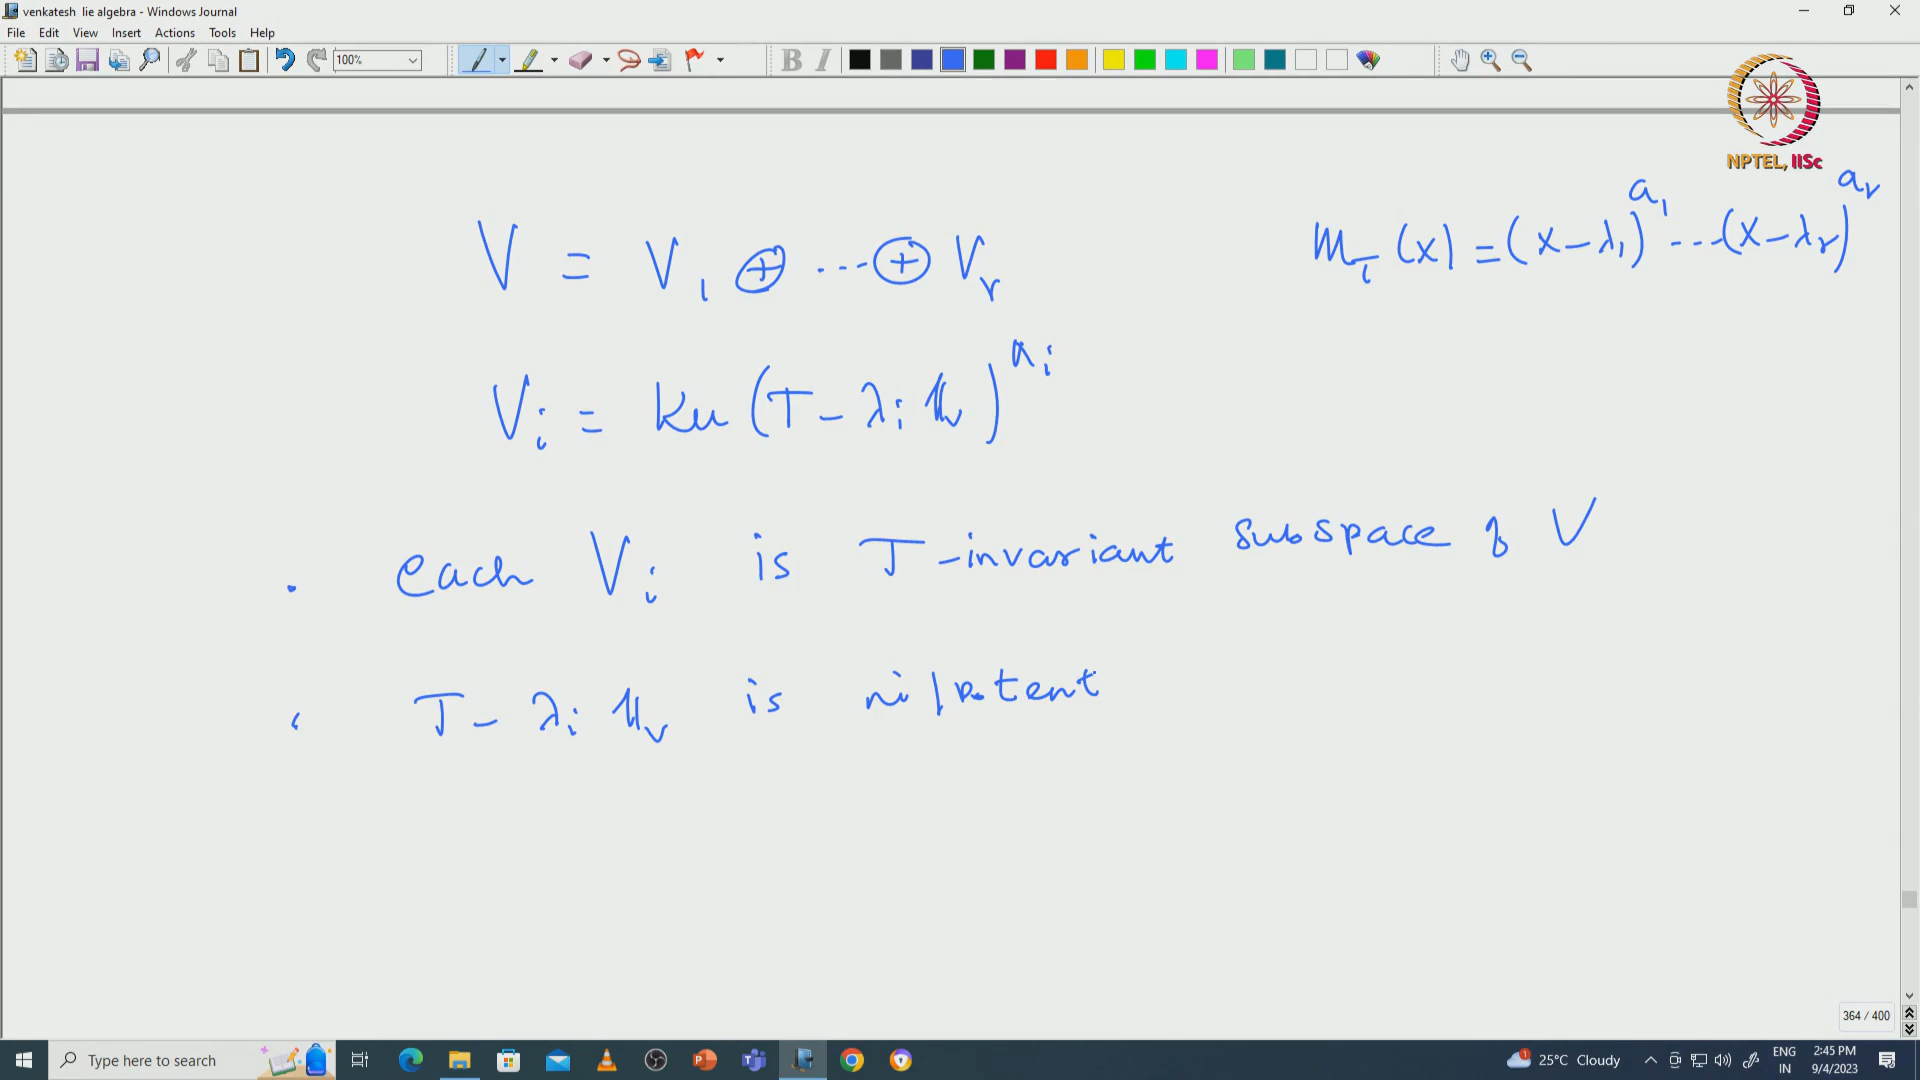 venkatesh lie algebra - Windows Journal
File Edit View Insert Actions Tools Help
100%
B I
NPTEL, IISc
V = V₁ ⊕ ... ⊕ Vᵣ
m_T (x) = (x-λ₁)^a₁ ... (x-λᵣ)^aᵣ
Vᵢ = Ker (T - λᵢ 𝟙_V)^aᵢ
. each Vᵢ is T-invariant subspace of V
. T - λᵢ 𝟙_V is nilpotent
364 / 400
Type here to search
1
25°C Cloudy
ENG
IN
2:45 PM
9/4/2023